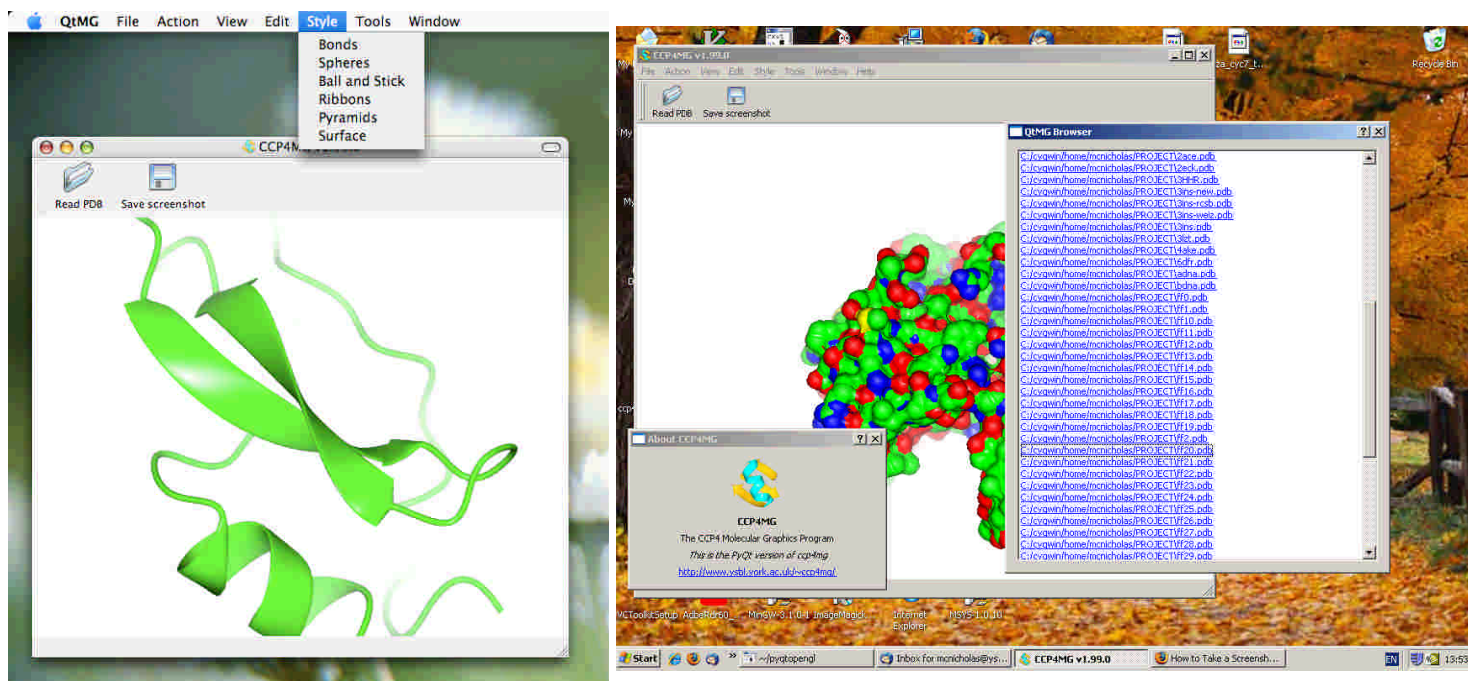 QtMG File Action View Edit Style Tools Window
Bonds
Spheres
Ball and Stick
Ribbons
Pyramids
Surface
Read PDB Save screenshot
CCP4MG v1.99.0
File Action View Edit Style Tools Window Help
Read PDB Save screenshot
Recycle Bin
QtMG Browser
C:/cygwin/home/mcnicholas/PROJECT\2ace.pdb
C:/cygwin/home/mcnicholas/PROJECT\2eck.pdb
C:/cygwin/home/mcnicholas/PROJECT\3HHR.pdb
C:/cygwin/home/mcnicholas/PROJECT\3ins-new.pdb
C:/cygwin/home/mcnicholas/PROJECT\3ins-rcsb.pdb
C:/cygwin/home/mcnicholas/PROJECT\3ins-weiz.pdb
C:/cygwin/home/mcnicholas/PROJECT\3ins.pdb
C:/cygwin/home/mcnicholas/PROJECT\3lzt.pdb
C:/cygwin/home/mcnicholas/PROJECT\4ake.pdb
C:/cygwin/home/mcnicholas/PROJECT\6dfr.pdb
C:/cygwin/home/mcnicholas/PROJECT\adna.pdb
C:/cygwin/home/mcnicholas/PROJECT\bdna.pdb
C:/cygwin/home/mcnicholas/PROJECT\ff0.pdb
C:/cygwin/home/mcnicholas/PROJECT\ff1.pdb
C:/cygwin/home/mcnicholas/PROJECT\ff10.pdb
C:/cygwin/home/mcnicholas/PROJECT\ff11.pdb
C:/cygwin/home/mcnicholas/PROJECT\ff12.pdb
C:/cygwin/home/mcnicholas/PROJECT\ff13.pdb
C:/cygwin/home/mcnicholas/PROJECT\ff14.pdb
C:/cygwin/home/mcnicholas/PROJECT\ff15.pdb
C:/cygwin/home/mcnicholas/PROJECT\ff16.pdb
C:/cygwin/home/mcnicholas/PROJECT\ff17.pdb
C:/cygwin/home/mcnicholas/PROJECT\ff18.pdb
C:/cygwin/home/mcnicholas/PROJECT\ff19.pdb
C:/cygwin/home/mcnicholas/PROJECT\ff2.pdb
C:/cygwin/home/mcnicholas/PROJECT\ff20.pdb
C:/cygwin/home/mcnicholas/PROJECT\ff21.pdb
C:/cygwin/home/mcnicholas/PROJECT\ff22.pdb
C:/cygwin/home/mcnicholas/PROJECT\ff23.pdb
C:/cygwin/home/mcnicholas/PROJECT\ff24.pdb
C:/cygwin/home/mcnicholas/PROJECT\ff25.pdb
C:/cygwin/home/mcnicholas/PROJECT\ff26.pdb
C:/cygwin/home/mcnicholas/PROJECT\ff27.pdb
C:/cygwin/home/mcnicholas/PROJECT\ff28.pdb
C:/cygwin/home/mcnicholas/PROJECT\ff29.pdb
About CCP4MG
CCP4MG
The CCP4 Molecular Graphics Program
This is the PyQt version of ccp4mg
http://www.ysbl.york.ac.uk/~ccp4mg/
VCToolkitSetup AdbeRdr60_... MinGW-3.1.0-1 ImageMagick... Internet Explorer MSYS-1.0.10
Start ~/pyqtopengl Inbox for mcnicholas@ys... CCP4MG v1.99.0 How to Take a Screensh... EN 13:53